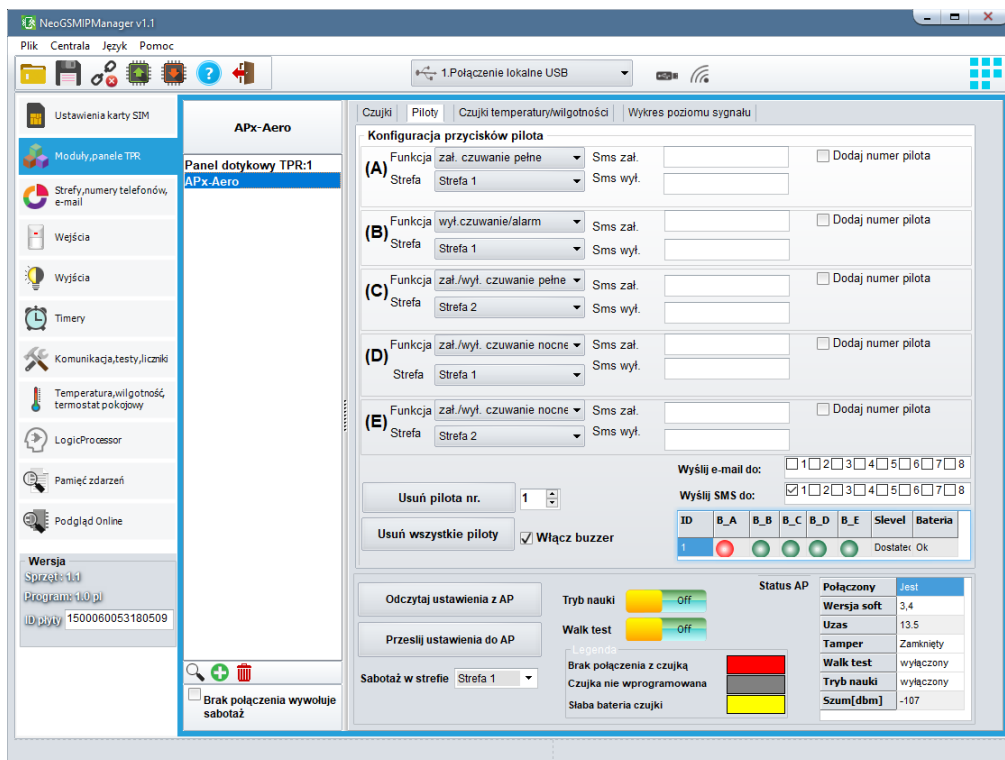 NeoGSMIPManager v1.1
Plik Centrala Język Pomoc
1.Połączenie lokalne USB
Ustawienia karty SIM
Moduły,panele TPR
Strefy,numery telefonów,
e-mail
Wejścia
Wyjścia
Timery
Komunikacja,testy,liczniki
Temperatura,wilgotność,
termostat pokojowy
LogicProcessor
Pamięć zdarzeń
Podgląd Online
Wersja
Sprzęt: 1.1
Program: 1.0 pl
ID płyty 1500060053180509
APx-Aero
Panel dotykowy TPR:1
APx-Aero
Brak połączenia wywołuje
sabotaż
Czujki Piloty Czujki temperatury/wilgotności Wykres poziomu sygnału
Konfiguracja przycisków pilota
(A) Funkcja zał. czuwanie pełne Sms zał. Dodaj numer pilota
Strefa Strefa 1 Sms wył.
(B) Funkcja wył.czuwanie/alarm Sms zał. Dodaj numer pilota
Strefa Strefa 1 Sms wył.
(C) Funkcja zał./wył. czuwanie pełne Sms zał. Dodaj numer pilota
Strefa Strefa 2 Sms wył.
(D) Funkcja zał./wył. czuwanie nocne Sms zał. Dodaj numer pilota
Strefa Strefa 1 Sms wył.
(E) Funkcja zał./wył. czuwanie nocne Sms zał. Dodaj numer pilota
Strefa Strefa 2 Sms wył.
Wyślij e-mail do: 1 2 3 4 5 6 7 8
Wyślij SMS do: 1 2 3 4 5 6 7 8
Usuń pilota nr. 1
Usuń wszystkie piloty Włącz buzzer
ID B_A B_B B_C B_D B_E Slevel Bateria
1 Dostatec Ok
Odczytaj ustawienia z AP
Prześlij ustawienia do AP
Sabotaż w strefie Strefa 1
Tryb nauki Off
Walk test Off
Legenda
Brak połączenia z czujką
Czujka nie wprogramowana
Słaba bateria czujki
Status AP
Połączony Jest
Wersja soft 3,4
Uzas 13.5
Tamper Zamknięty
Walk test wyłączony
Tryb nauki wyłączony
Szum[dbm] -107